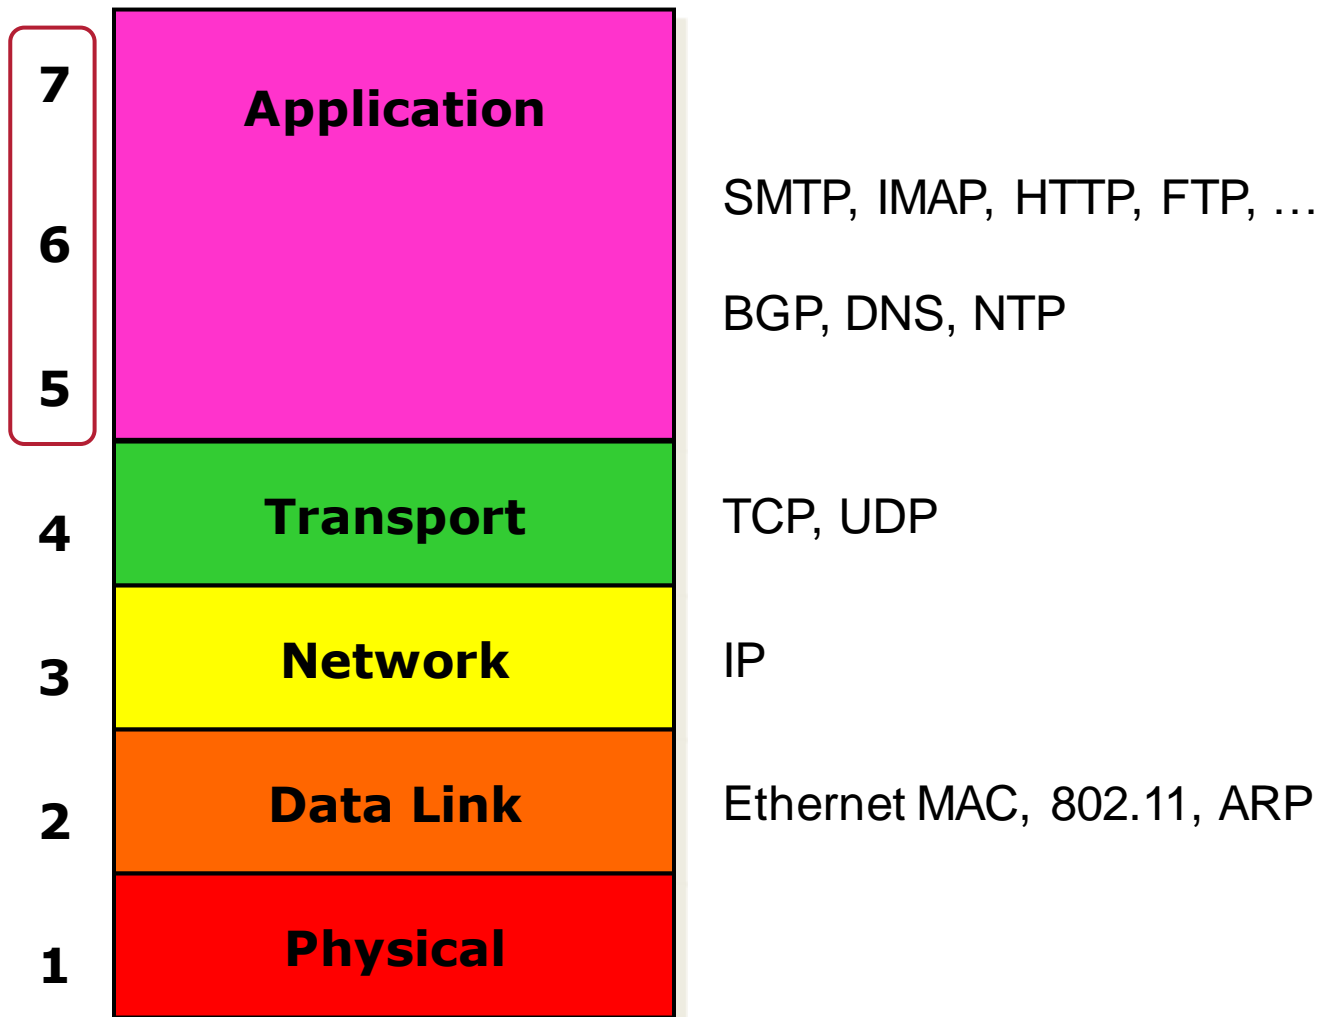 7
Application
SMTP, IMAP, HTTP, FTP, …
6
BGP, DNS, NTP
5
4
Transport
TCP, UDP
3
Network
IP
2
Data Link
Ethernet MAC, 802.11, ARP
1
Physical